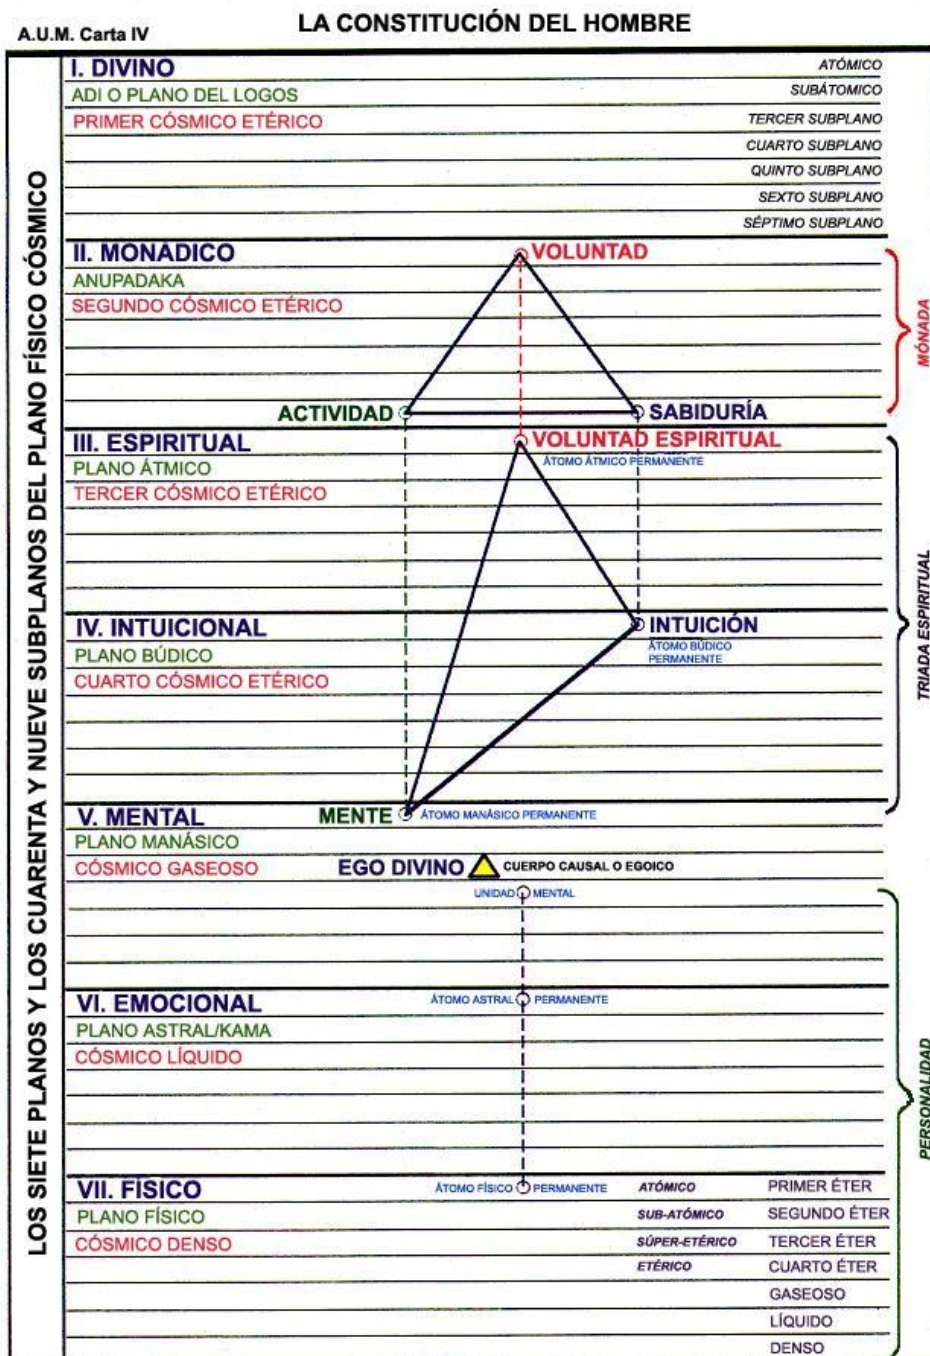 A.U.M. Carta IV
LA CONSTITUCIÓN DEL HOMBRE
LOS SIETE PLANOS Y LOS CUARENTA Y NUEVE SUBPLANOS DEL PLANO FÍSICO CÓSMICO
I. DIVINO
ATÓMICO
ADI O PLANO DEL LOGOS
SUBÁTOMICO
PRIMER CÓSMICO ETÉRICO
TERCER SUBPLANO
CUARTO SUBPLANO
QUINTO SUBPLANO
SEXTO SUBPLANO
SÉPTIMO SUBPLANO
II. MONADICO
VOLUNTAD
ANUPADAKA
SEGUNDO CÓSMICO ETÉRICO
MÓNADA
ACTIVIDAD
SABIDURÍA
III. ESPIRITUAL
VOLUNTAD ESPIRITUAL
PLANO ÁTMICO
ÁTOMO ÁTMICO PERMANENTE
TERCER CÓSMICO ETÉRICO
TRIADA ESPIRITUAL
IV. INTUICIONAL
INTUICIÓN
PLANO BÚDICO
ÁTOMO BÚDICO
PERMANENTE
CUARTO CÓSMICO ETÉRICO
V. MENTAL
MENTE
ÁTOMO MANÁSICO PERMANENTE
PLANO MANÁSICO
CÓSMICO GASEOSO
EGO DIVINO
CUERPO CAUSAL O EGOICO
UNIDAD MENTAL
VI. EMOCIONAL
ÁTOMO ASTRAL PERMANENTE
PLANO ASTRAL/KAMA
CÓSMICO LÍQUIDO
PERSONALIDAD
VII. FÍSICO
ÁTOMO FÍSICO PERMANENTE
ATÓMICO
PRIMER ÉTER
PLANO FÍSICO
SUB-ATÓMICO
SEGUNDO ÉTER
CÓSMICO DENSO
SÚPER-ETÉRICO
TERCER ÉTER
ETÉRICO
CUARTO ÉTER
GASEOSO
LÍQUIDO
DENSO